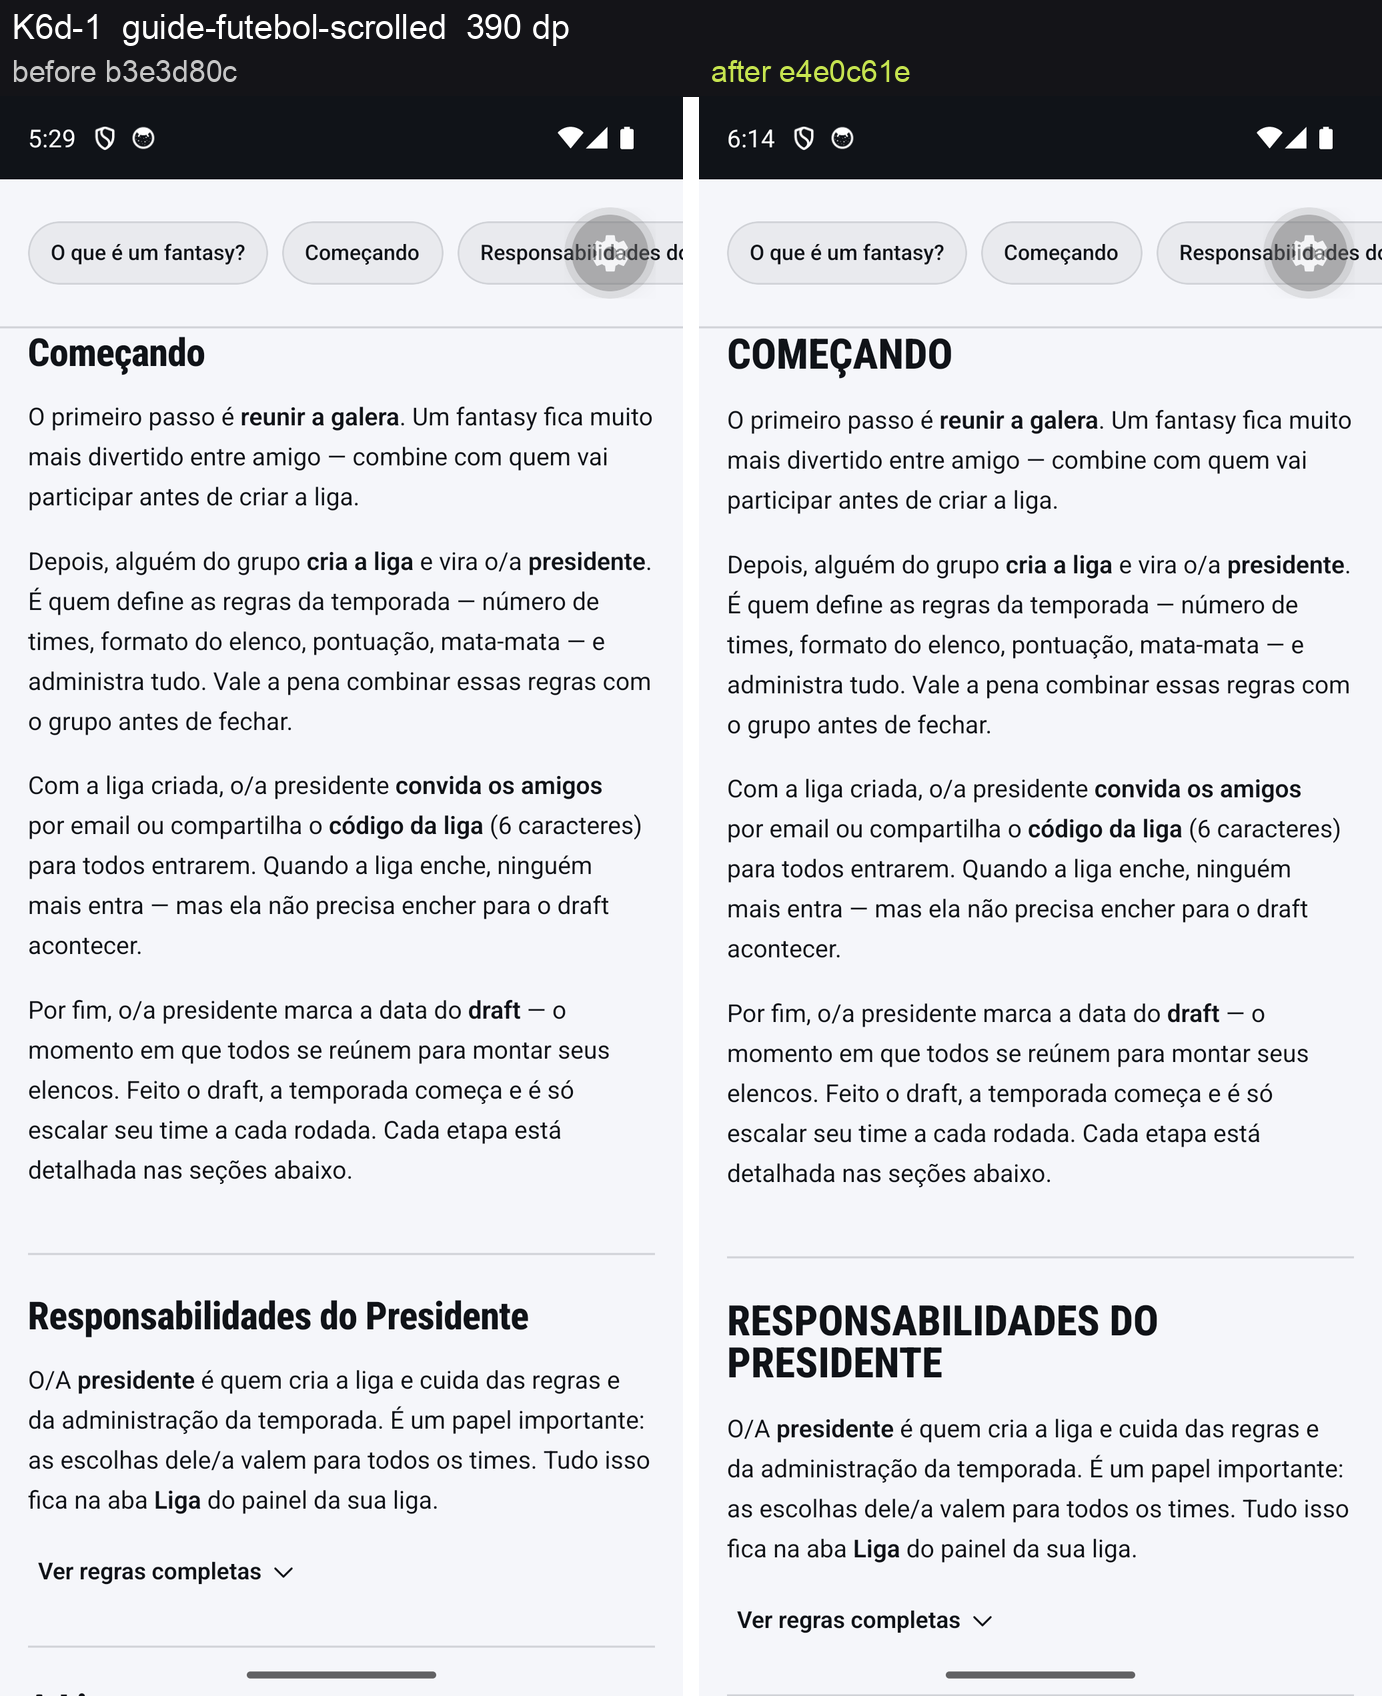 K6d-1 guide-futebol-scrolled 390 dp
before b3e3d80c
after e4e0c61e
5:29
O que é um fantasy?
Começando
Responsabilidades do
Começando
O primeiro passo é reunir a galera. Um fantasy fica muito
mais divertido entre amigo — combine com quem vai
participar antes de criar a liga.
Depois, alguém do grupo cria a liga e vira o/a presidente.
É quem define as regras da temporada — número de
times, formato do elenco, pontuação, mata-mata — e
administra tudo. Vale a pena combinar essas regras com
o grupo antes de fechar.
Com a liga criada, o/a presidente convida os amigos
por email ou compartilha o código da liga (6 caracteres)
para todos entrarem. Quando a liga enche, ninguém
mais entra — mas ela não precisa encher para o draft
acontecer.
Por fim, o/a presidente marca a data do draft — o
momento em que todos se reúnem para montar seus
elencos. Feito o draft, a temporada começa e é só
escalar seu time a cada rodada. Cada etapa está
detalhada nas seções abaixo.
Responsabilidades do Presidente
O/A presidente é quem cria a liga e cuida das regras e
da administração da temporada. É um papel importante:
as escolhas dele/a valem para todos os times. Tudo isso
fica na aba Liga do painel da sua liga.
Ver regras completas
6:14
O que é um fantasy?
Começando
Responsabilidades do
COMEÇANDO
O primeiro passo é reunir a galera. Um fantasy fica muito
mais divertido entre amigo — combine com quem vai
participar antes de criar a liga.
Depois, alguém do grupo cria a liga e vira o/a presidente.
É quem define as regras da temporada — número de
times, formato do elenco, pontuação, mata-mata — e
administra tudo. Vale a pena combinar essas regras com
o grupo antes de fechar.
Com a liga criada, o/a presidente convida os amigos
por email ou compartilha o código da liga (6 caracteres)
para todos entrarem. Quando a liga enche, ninguém
mais entra — mas ela não precisa encher para o draft
acontecer.
Por fim, o/a presidente marca a data do draft — o
momento em que todos se reúnem para montar seus
elencos. Feito o draft, a temporada começa e é só
escalar seu time a cada rodada. Cada etapa está
detalhada nas seções abaixo.
RESPONSABILIDADES DO
PRESIDENTE
O/A presidente é quem cria a liga e cuida das regras e
da administração da temporada. É um papel importante:
as escolhas dele/a valem para todos os times. Tudo isso
fica na aba Liga do painel da sua liga.
Ver regras completas